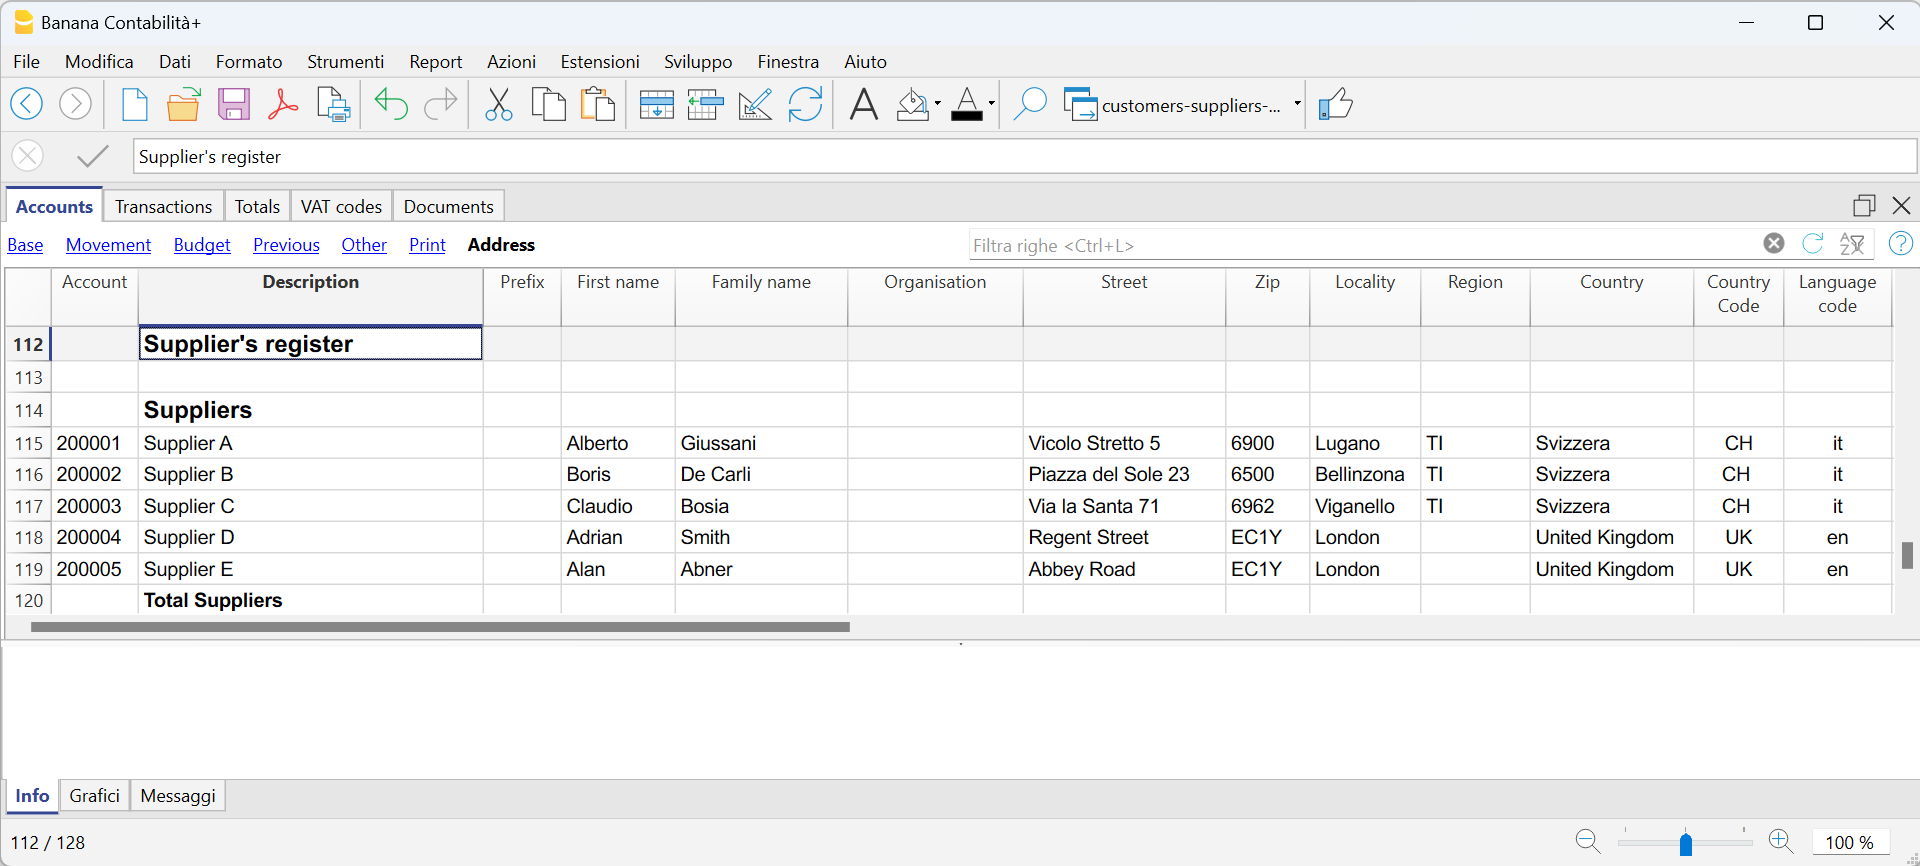 Banana Contabilità+
File Modifica Dati Formato Strumenti Report Azioni Estensioni Sviluppo Finestra Aiuto
customers-suppliers-...
Supplier's register
Accounts Transactions Totals VAT codes Documents
Base Movement Budget Previous Other Print Address Filtra righe <Ctrl+L>
Account Description Prefix First name Family name Organisation Street Zip Locality Region Country Country Code Language code
112 Supplier's register
113
114 Suppliers
115 200001 Supplier A Alberto Giussani Vicolo Stretto 5 6900 Lugano TI Svizzera CH it
116 200002 Supplier B Boris De Carli Piazza del Sole 23 6500 Bellinzona TI Svizzera CH it
117 200003 Supplier C Claudio Bosia Via la Santa 71 6962 Viganello TI Svizzera CH it
118 200004 Supplier D Adrian Smith Regent Street EC1Y London United Kingdom UK en
119 200005 Supplier E Alan Abner Abbey Road EC1Y London United Kingdom UK en
120 Total Suppliers
Info Grafici Messaggi
112 / 128 100 %